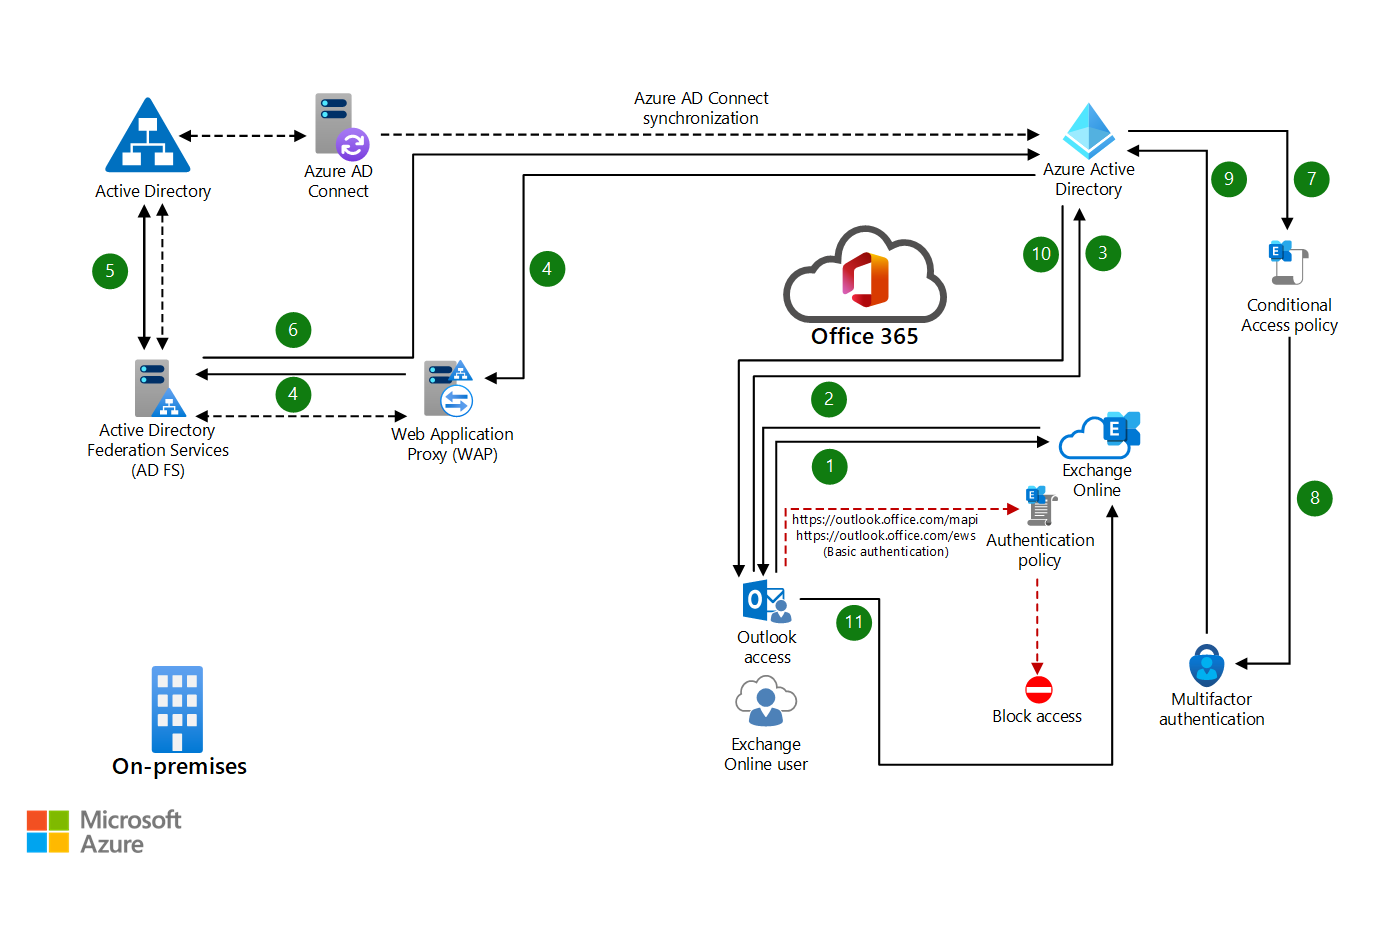 Azure AD Connect
synchronization
Active Directory
Azure AD
Connect
Azure Active
Directory
9
7
5
4
10
3
Office 365
Conditional
Access policy
6
4
2
Active Directory
Federation Services
(AD FS)
Web Application
Proxy (WAP)
1
E
Exchange
Online
8
https://outlook.office.com/mapi
https://outlook.office.com/ews
(Basic authentication)
E
Authentication
policy
E
O
Outlook
access
11
Block access
Multifactor
authentication
Exchange
Online user
On-premises
Microsoft
Azure